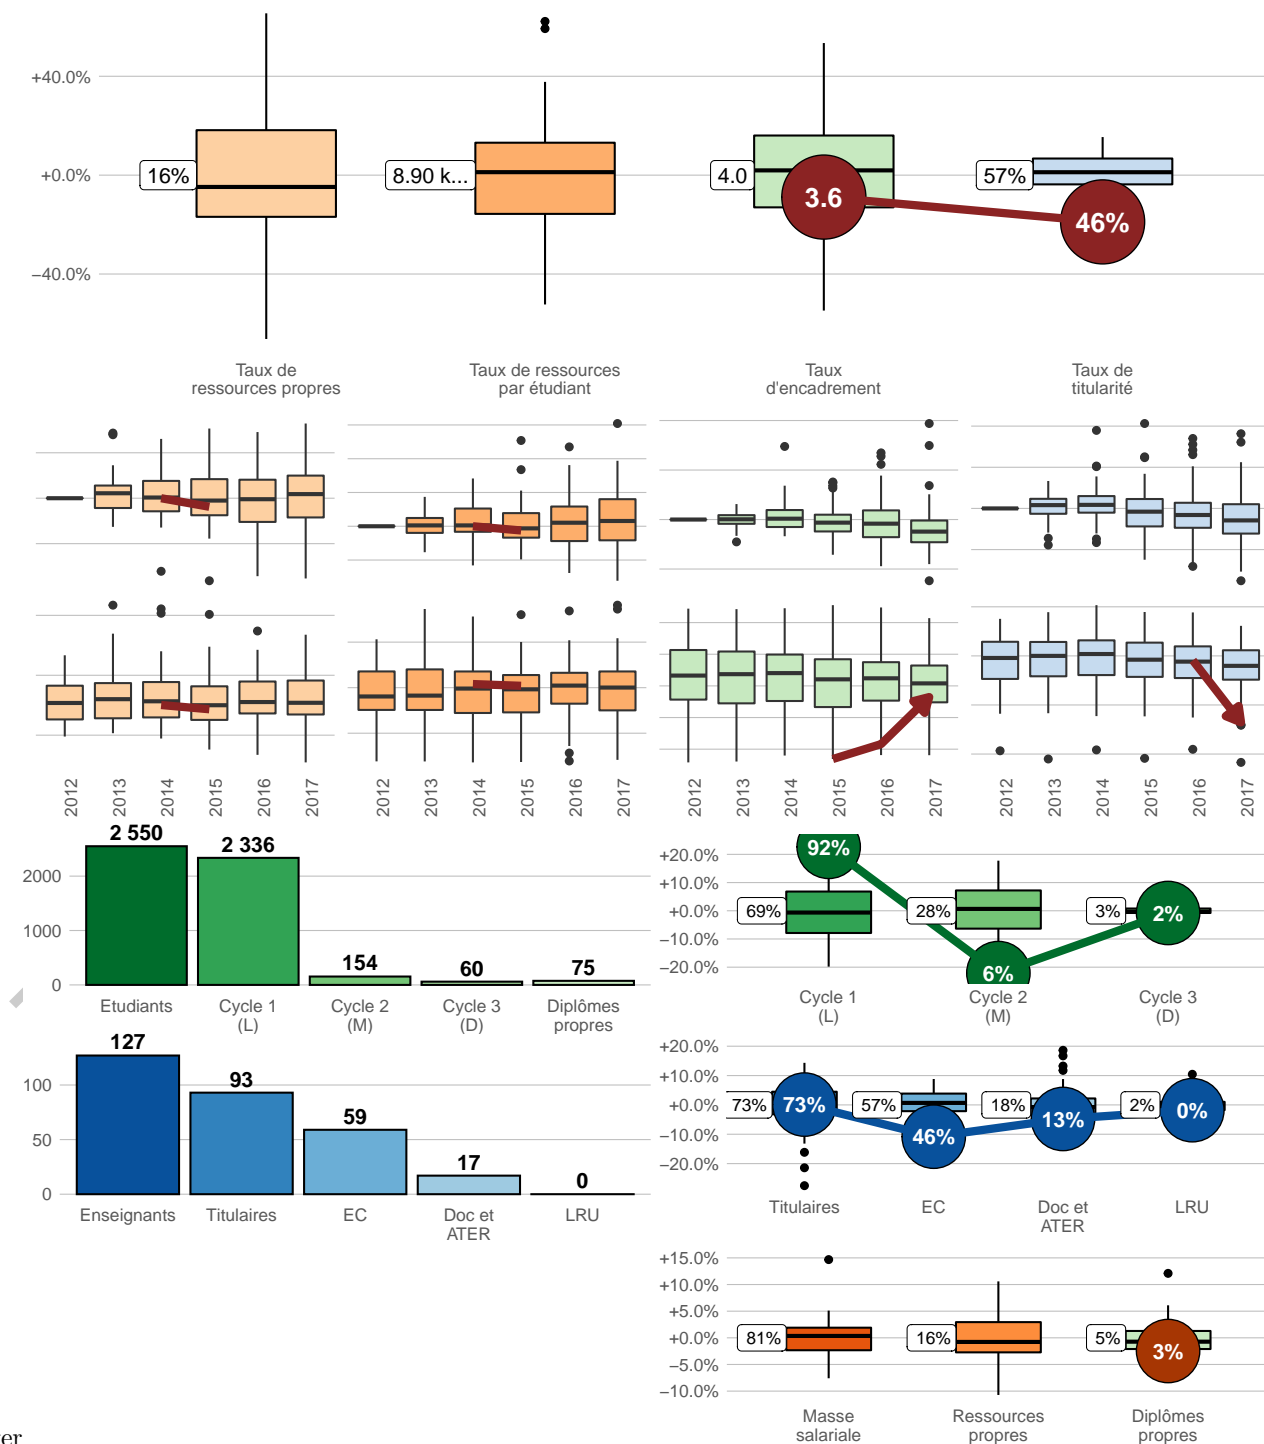 +40.0%
+0.0%
−40.0%
16%
8.90 k...
4.0
3.6
57%
46%
Taux de
ressources propres
Taux de ressources
par étudiant
Taux
d'encadrement
Taux de
titularité
2012
2013
2014
2015
2016
2017
2012
2013
2014
2015
2016
2017
2012
2013
2014
2015
2016
2017
2012
2013
2014
2015
2016
2017
2000
1000
0
2 550
2 336
154
60
75
Etudiants
Cycle 1
(L)
Cycle 2
(M)
Cycle 3
(D)
Diplômes
propres
+20.0%
+10.0%
+0.0%
−10.0%
−20.0%
69%
92%
28%
6%
3%
2%
Cycle 1
(L)
Cycle 2
(M)
Cycle 3
(D)
100
50
0
127
93
59
17
0
Enseignants
Titulaires
EC
Doc et
ATER
LRU
+20.0%
+10.0%
+0.0%
−10.0%
−20.0%
73%
73%
57%
46%
18%
13%
2%
0%
Titulaires
EC
Doc et
ATER
LRU
+15.0%
+10.0%
+5.0%
+0.0%
−5.0%
−10.0%
81%
16%
5%
3%
Masse
salariale
Ressources
propres
Diplômes
propres